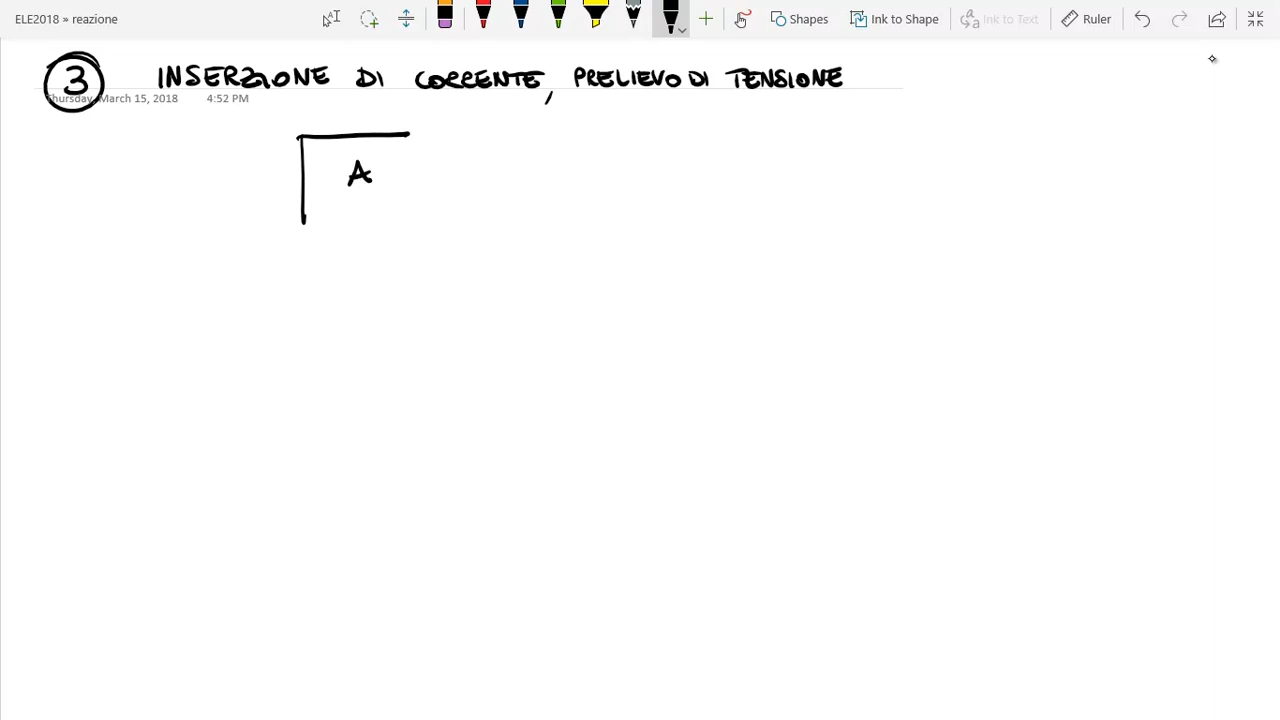 ELE2018 » reazione
Shapes
Ink to Shape
Ink to Text
Ruler
3 INSERZIONE DI CORRENTE, PRELIEVO DI TENSIONE
Thursday, March 15, 2018 4:52 PM
A